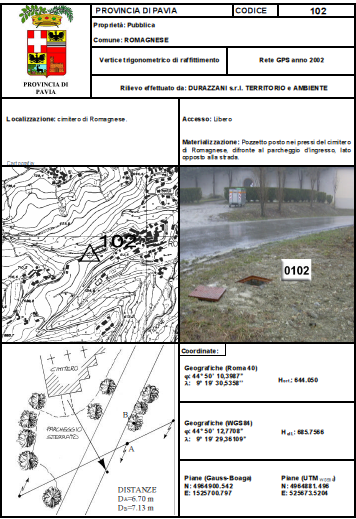 PROVINCIA DI PAVIA
CODICE
102
Proprietà: Pubblica
Comune: ROMAGNESE
Vertice trigonometrico di raffittimento
Rete GPS anno 2002
PROVINCIA DI
PAVIA
Rilievo effettuato da: DURAZZANI s.r.l. TERRITORIO e AMBIENTE
Localizzazione: cimitero di Romagnese.
Accesso: Libero
Materializzazione: Pozzetto posto nei pressi del cimitero
di Romagnese, difronte al parcheggio d'ingresso, lato
opposto alla strada.
Cartografia
102
0102
CIMITERO
PARCHEGGIO
STERRATO
B
A
DISTANZE
DA=6.70 m
DB=7.13 m
Coordinate:
Geografiche (Roma40)
φ: 44° 50' 10,3987"
λ: 9° 19' 30,5358"
Hort.: 644.050
Geografiche (WGS84)
φ: 44° 50' 12,7708"
λ: 9° 19' 29,36109"
Hell.: 685.7566
Piane (Gauss-Boaga)
N: 4964900.542
E: 1525700.797
Piane (UTM WGS84)
N: 4964881.496
E: 525673.5204